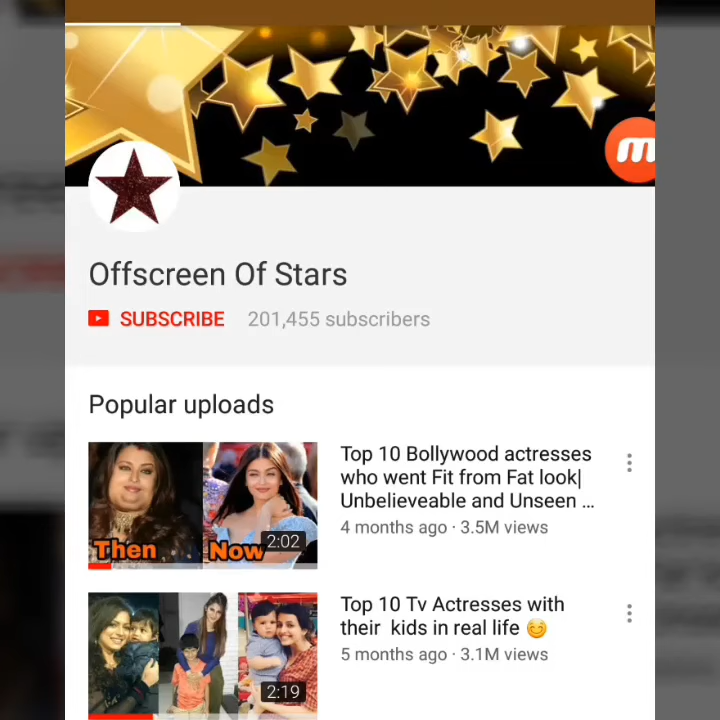 m
Offscreen Of Stars
SUBSCRIBE 201,455 subscribers
Popular uploads
Top 10 Bollywood actresses
who went Fit from Fat look|
Unbelieveable and Unseen ...
4 months ago · 3.5M views
Then Now 2:02
Top 10 Tv Actresses with
their kids in real life 😊
5 months ago · 3.1M views
2:19